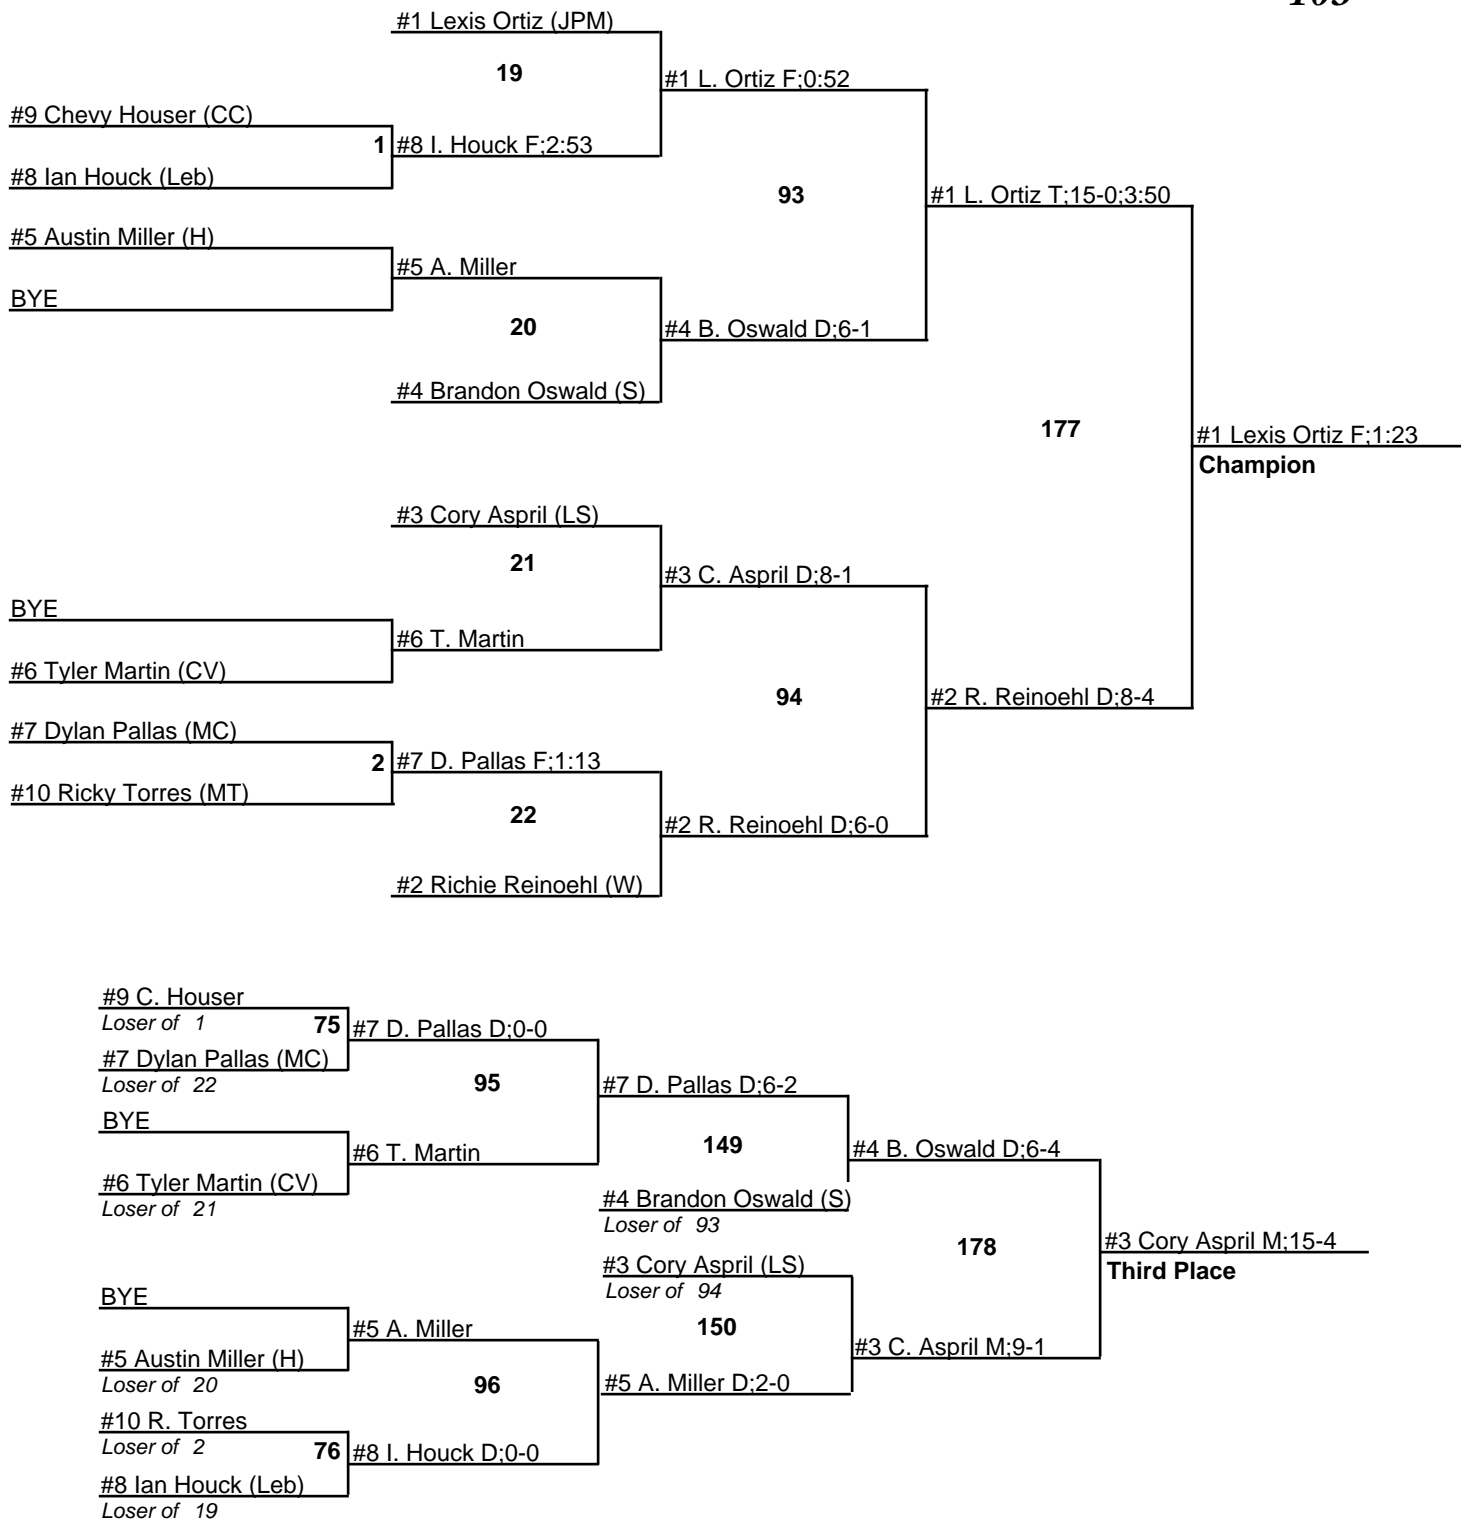 #1 Lexis Ortiz (JPM)
19
#1 L. Ortiz F;0:52
#9 Chevy Houser (CC)
1
#8 I. Houck F;2:53
#8 Ian Houck (Leb)
93
#1 L. Ortiz T;15-0;3:50
#5 Austin Miller (H)
#5 A. Miller
BYE
20
#4 B. Oswald D;6-1
#4 Brandon Oswald (S)
177
#1 Lexis Ortiz F;1:23
Champion
#3 Cory Aspril (LS)
21
#3 C. Aspril D;8-1
BYE
#6 T. Martin
#6 Tyler Martin (CV)
94
#2 R. Reinoehl D;8-4
#7 Dylan Pallas (MC)
2
#7 D. Pallas F;1:13
#10 Ricky Torres (MT)
22
#2 R. Reinoehl D;6-0
#2 Richie Reinoehl (W)
#9 C. Houser
Loser of 1
75
#7 D. Pallas D;0-0
#7 Dylan Pallas (MC)
Loser of 22
95
#7 D. Pallas D;6-2
BYE
#6 T. Martin
149
#4 B. Oswald D;6-4
#6 Tyler Martin (CV)
Loser of 21
#4 Brandon Oswald (S)
Loser of 93
178
#3 Cory Aspril M;15-4
Third Place
#3 Cory Aspril (LS)
Loser of 94
BYE
#5 A. Miller
150
#3 C. Aspril M;9-1
#5 Austin Miller (H)
Loser of 20
96
#5 A. Miller D;2-0
#10 R. Torres
Loser of 2
76
#8 I. Houck D;0-0
#8 Ian Houck (Leb)
Loser of 19